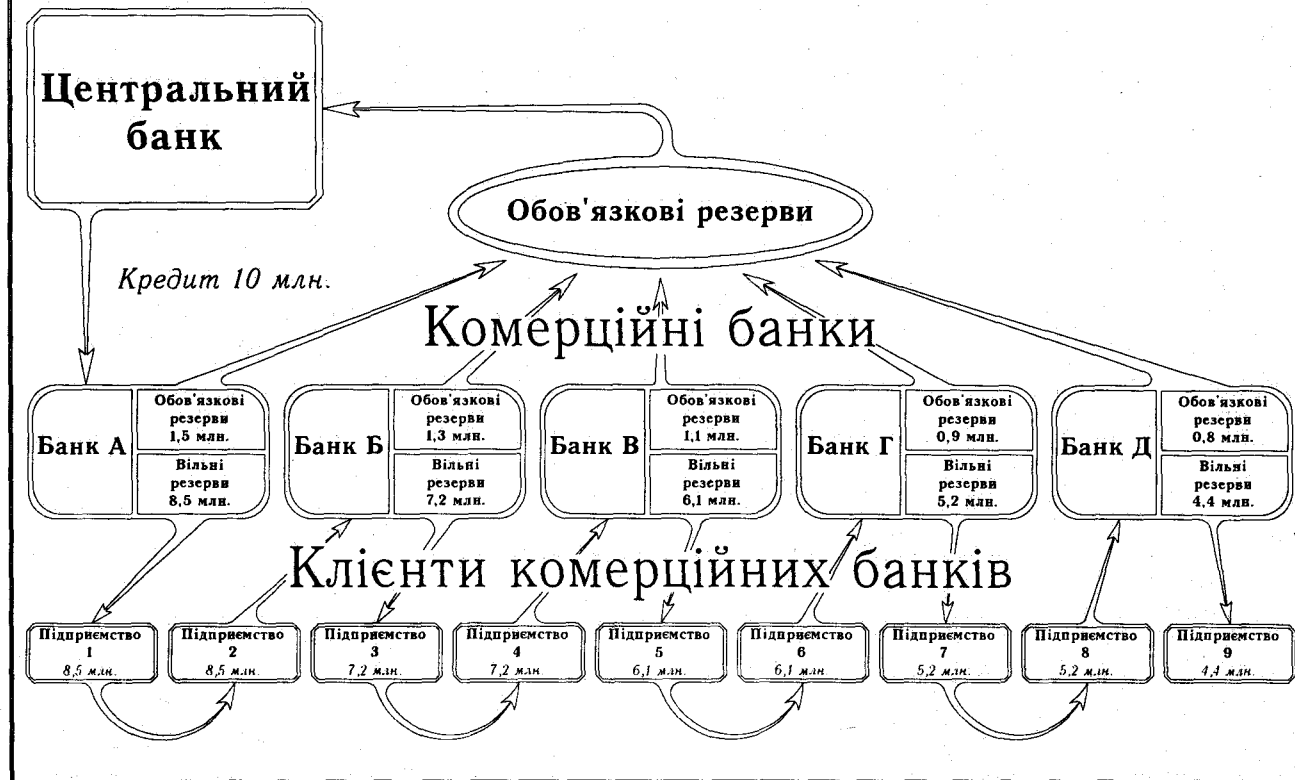 Центральний
банк
Обов'язкові резерви
Кредит 10 млн.
Комерційні банки
Банк А
Обов'язкові
резерви
1,5 млн.
Вільні
резерви
8,5 млн.
Банк Б
Обов'язкові
резерви
1,3 млн.
Вільні
резерви
7,2 млн.
Банк В
Обов'язкові
резерви
1,1 млн.
Вільні
резерви
6,1 млн.
Банк Г
Обов'язкові
резерви
0,9 млн.
Вільні
резерви
5,2 млн.
Банк Д
Обов'язкові
резерви
0,8 млн.
Вільні
резерви
4,4 млн.
Клієнти комерційних банків
Підприємство
1
8,5 млн.
Підприємство
2
8,5 млн.
Підприємство
3
7,2 млн.
Підприємство
4
7,2 млн.
Підприємство
5
6,1 млн.
Підприємство
6
6,1 млн.
Підприємство
7
5,2 млн.
Підприємство
8
5,2 млн.
Підприємство
9
4,4 млн.